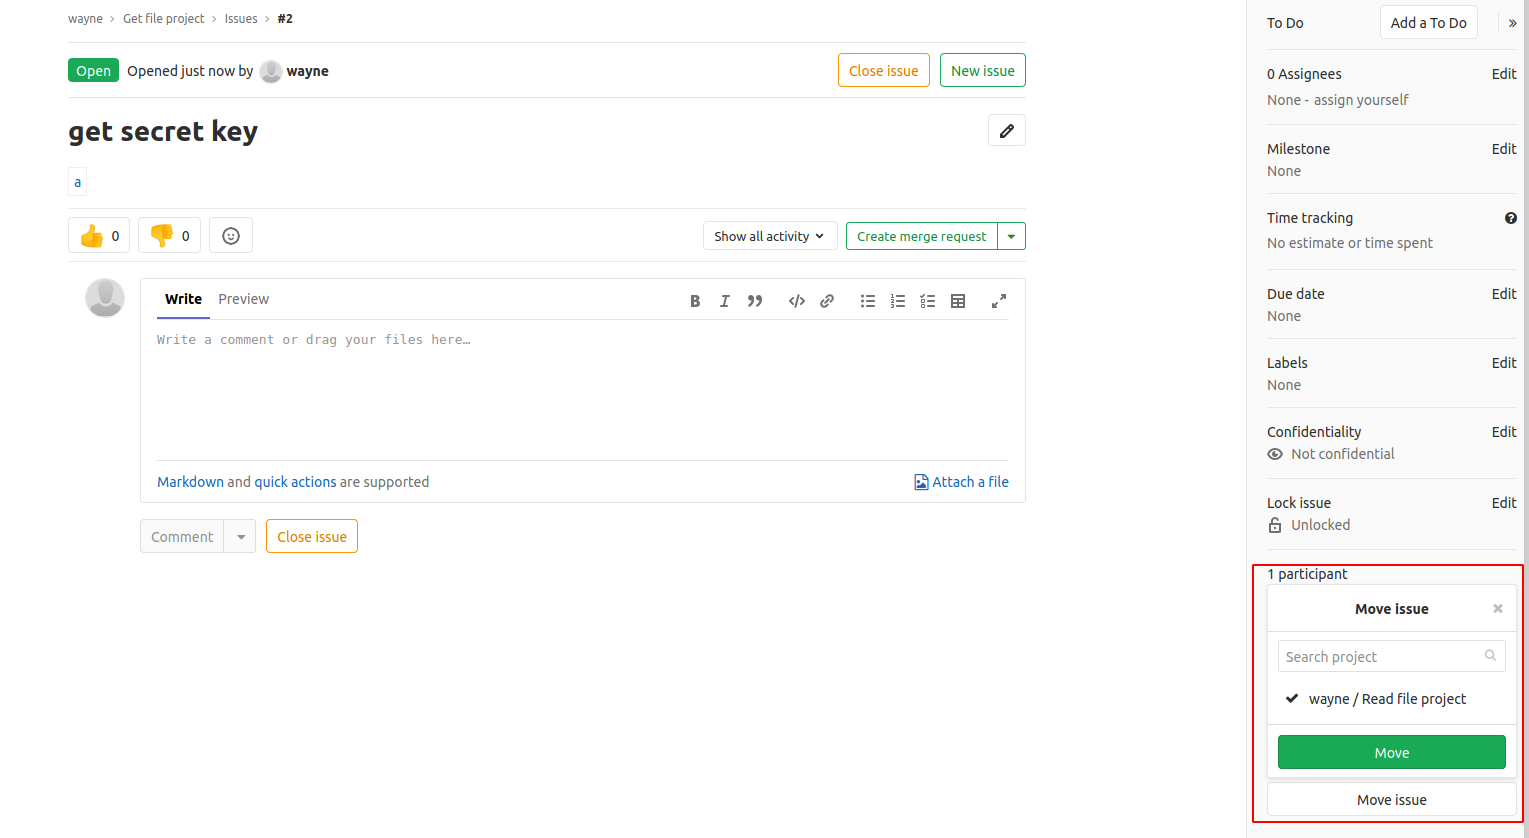 wayne › Get file project › Issues › #2
Open Opened just now by wayne
Close issue
New issue
get secret key
a
0
0
Show all activity
Create merge request
Write Preview
Write a comment or drag your files here…
Markdown and quick actions are supported
Attach a file
Comment
Close issue
To Do
Add a To Do
0 Assignees Edit
None - assign yourself
Milestone Edit
None
Time tracking
No estimate or time spent
Due date Edit
None
Labels Edit
None
Confidentiality Edit
Not confidential
Lock issue Edit
Unlocked
1 participant
Move issue
Search project
wayne / Read file project
Move
Move issue